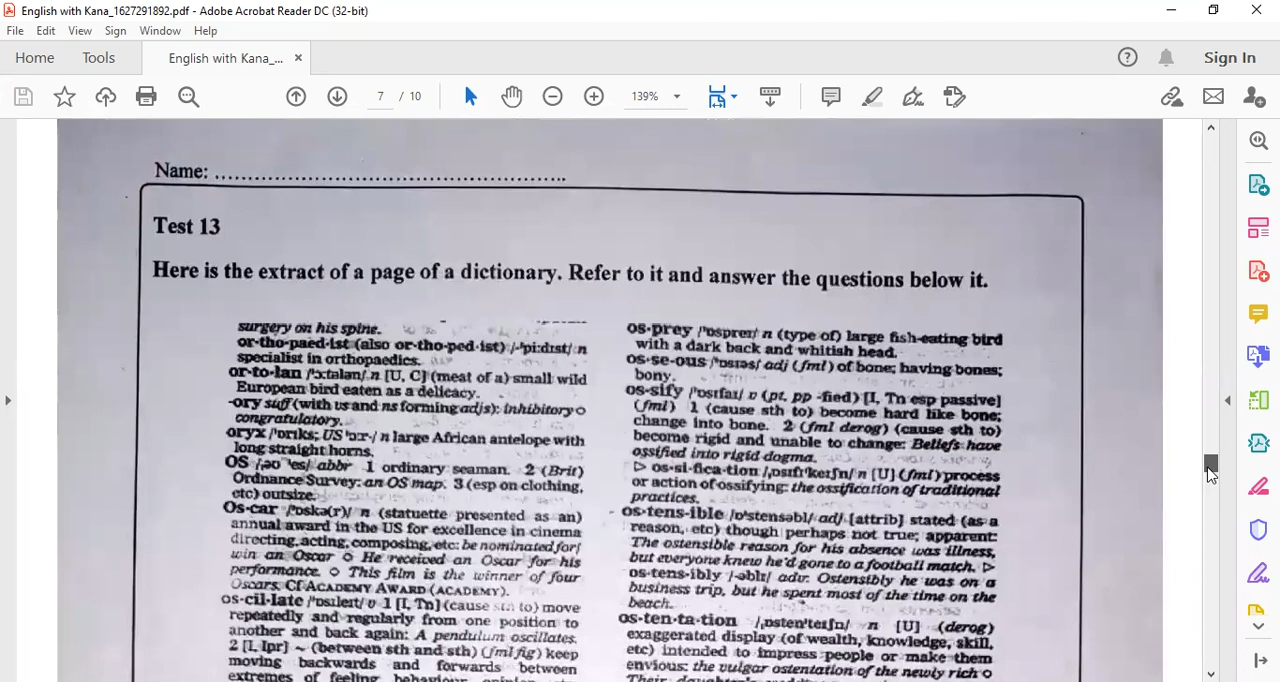 English with Kana_1627291892.pdf - Adobe Acrobat Reader DC (32-bit)
File Edit View Sign Window Help
Home Tools English with Kana_... × Sign In
7 / 10 139%
Name: ....................................................
Test 13
Here is the extract of a page of a dictionary. Refer to it and answer the questions below it.
surgery on his spine.
or·tho·paed·ist (also or·tho·ped·ist) /-ˈpi:dɪst/ n
specialist in orthopaedics.
or·to·lan /ˈɔ:tələn/ n [U, C] (meat of a) small wild
European bird eaten as a delicacy.
-ory suff (with vs and ns forming adjs): inhibitory ○
congratulatory.
oryx /ˈɒrɪks; US ˈɔ:r-/ n large African antelope with
long straight horns.
OS /ˌəʊ ˈes/ abbr 1 ordinary seaman. 2 (Brit)
Ordnance Survey: an OS map. 3 (esp on clothing,
etc) outsize.
Os·car /ˈɒskə(r)/ n (statuette presented as an)
annual award in the US for excellence in cinema
directing, acting, composing, etc: be nominated for/
win an Oscar ○ He received an Oscar for his
performance. ○ This film is the winner of four
Oscars. Cf ACADEMY AWARD (ACADEMY).
os·cil·late /ˈɒsɪleɪt/ v 1 [I, Tn] (cause sth to) move
repeatedly and regularly from one position to
another and back again: A pendulum oscillates.
2 [I, Ipr] ~ (between sth and sth) (fml fig) keep
moving backwards and forwards between
extremes of feeling, behaviour, opinion,
os·prey /ˈɒspreɪ/ n (type of) large fish-eating bird
with a dark back and whitish head.
os·se·ous /ˈɒsɪəs/ adj (fml) of bone; having bones;
bony.
os·sify /ˈɒsɪfaɪ/ v (pt, pp -fied) [I, Tn esp passive]
(fml) 1 (cause sth to) become hard like bone;
change into bone. 2 (fml derog) (cause sth to)
become rigid and unable to change: Beliefs have
ossified into rigid dogma.
▷ os·si·fica·tion /ˌɒsɪfɪˈkeɪʃn/ n [U] (fml) process
or action of ossifying: the ossification of traditional
practices.
os·tens·ible /ɒˈstensəbl/ adj [attrib] stated (as a
reason, etc) though perhaps not true; apparent:
The ostensible reason for his absence was illness,
but everyone knew he'd gone to a football match. ▷
os·tens·ibly /-əblɪ/ adv: Ostensibly he was on a
business trip, but he spent most of the time on the
beach.
os·ten·ta·tion /ˌɒstenˈteɪʃn/ n [U] (derog)
exaggerated display (of wealth, knowledge, skill,
etc) intended to impress people or make them
envious: the vulgar ostentation of the newly rich ○
Their daughter's